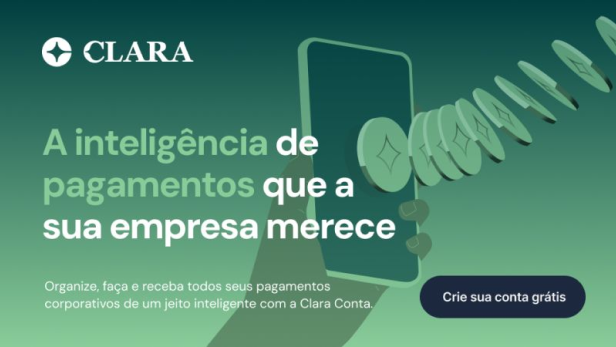 CLARA
A inteligência de
pagamentos que a
sua empresa merece
Organize, faça e receba todos seus pagamentos
corporativos de um jeito inteligente com a Clara Conta.
Crie sua conta grátis